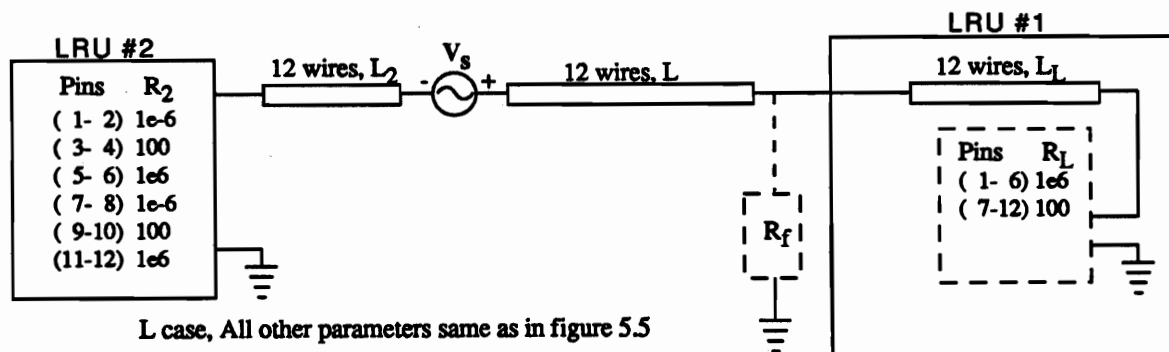 LRU #2
Pins R2
( 1- 2) 1e-6
( 3- 4) 100
( 5- 6) 1e6
( 7- 8) 1e-6
( 9-10) 100
(11-12) 1e6
12 wires, L2
Vs
- +
12 wires, L
Rf
LRU #1
12 wires, LL
Pins RL
( 1- 6) 1e6
( 7-12) 100
L case, All other parameters same as in figure 5.5